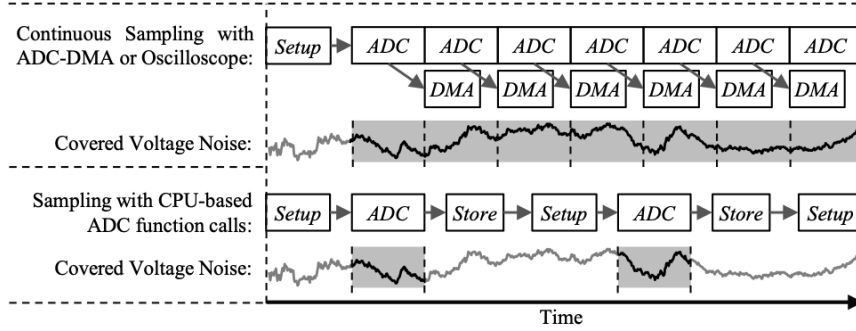 Continuous Sampling with
ADC-DMA or Oscilloscope:
Setup ADC ADC ADC ADC ADC ADC ADC
DMA DMA DMA DMA DMA DMA
Covered Voltage Noise:
Sampling with CPU-based
ADC function calls:
Setup ADC Store Setup ADC Store Setup
Covered Voltage Noise:
Time